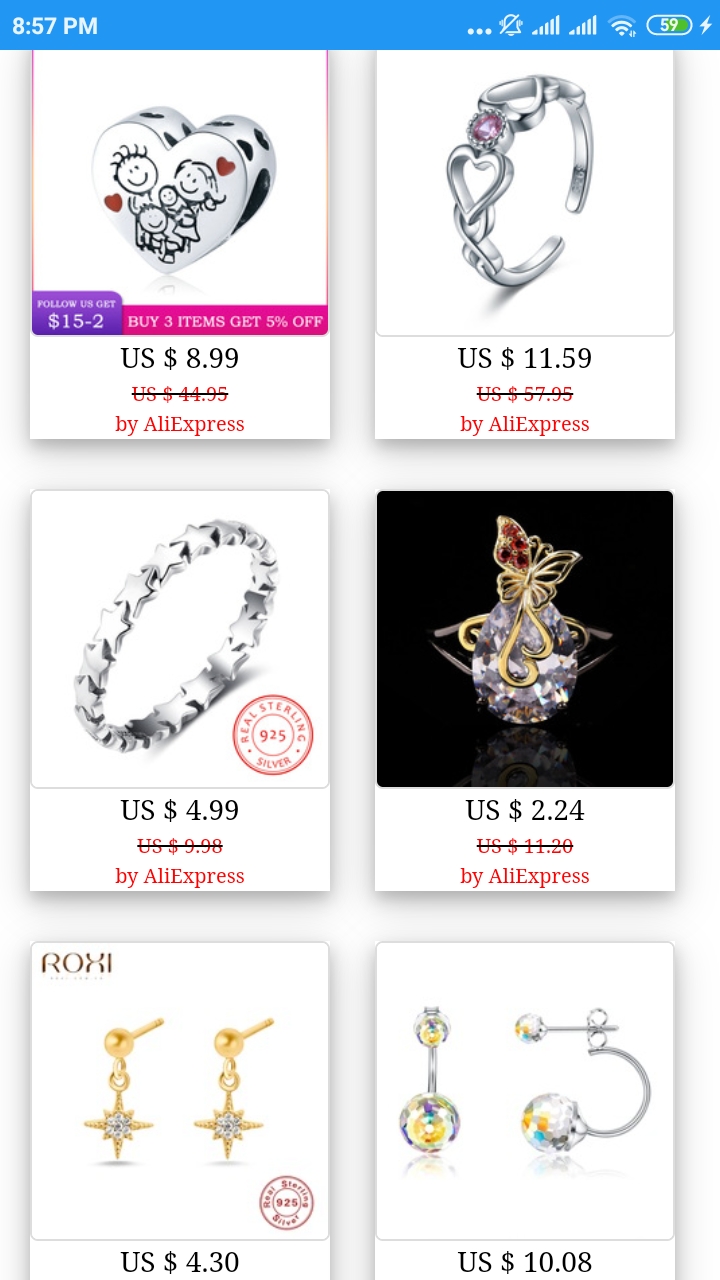 8:57 PM
59
FOLLOW US GET
$15-2
BUY 3 ITEMS GET 5% OFF
US $ 8.99
US $ 44.95
by AliExpress
US $ 11.59
US $ 57.95
by AliExpress
REAL STERLING
925
SILVER
US $ 4.99
US $ 9.98
by AliExpress
US $ 2.24
US $ 11.20
by AliExpress
ROXI
Real Sterling
925
Silver
US $ 4.30
US $ 10.08